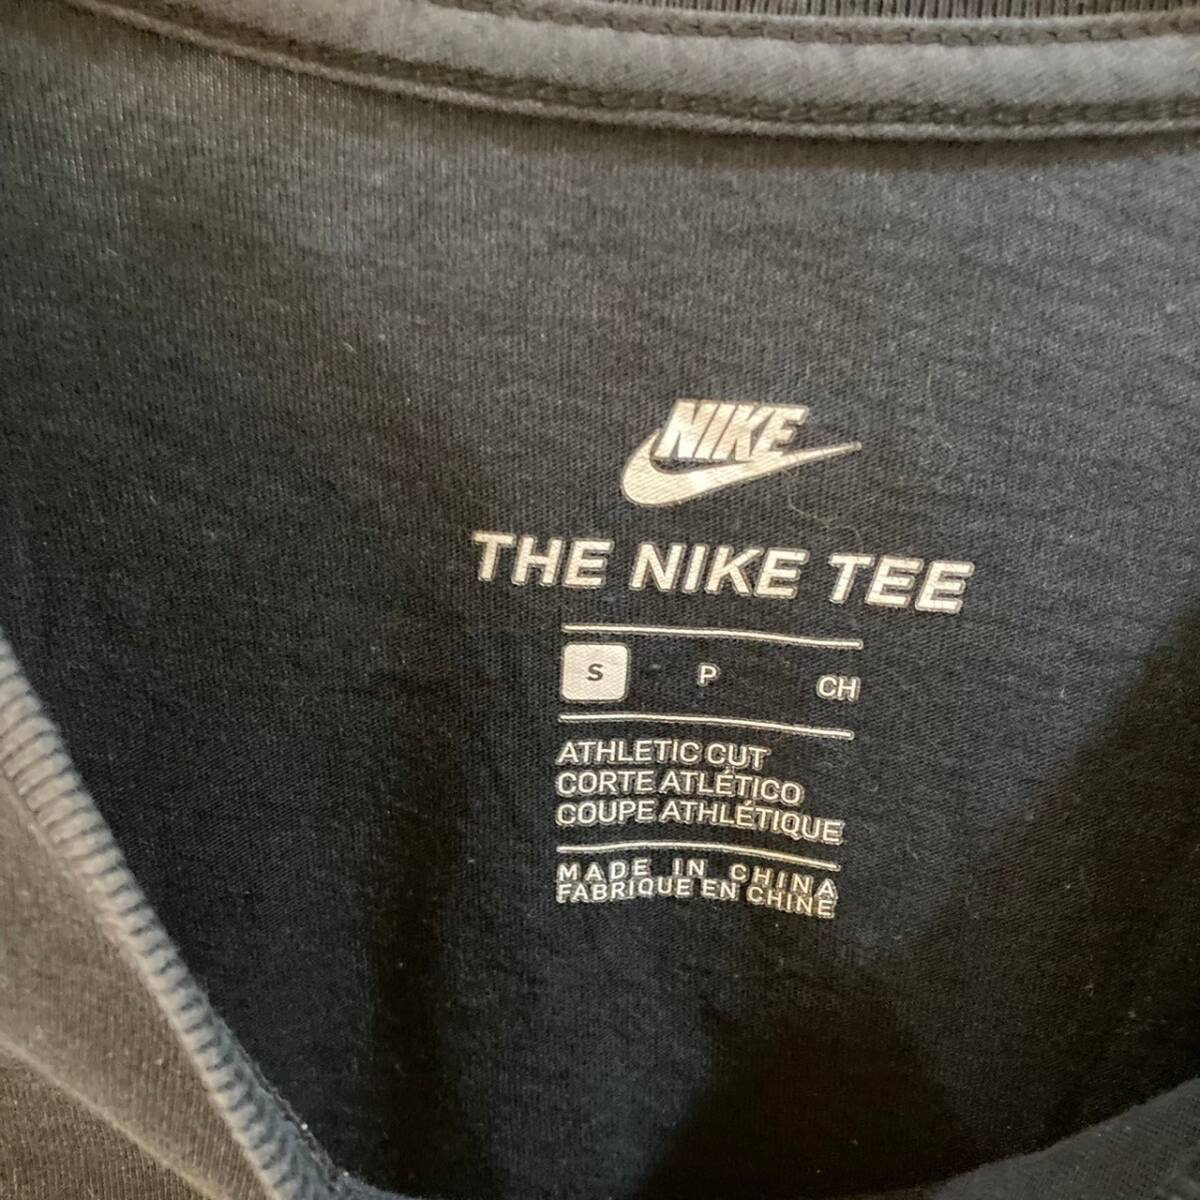 NIKE
THE NIKE TEE
S P CH
ATHLETIC CUT
CORTE ATLÉTICO
COUPE ATHLÉTIQUE
MADE IN CHINA
FABRIQUE EN CHINE